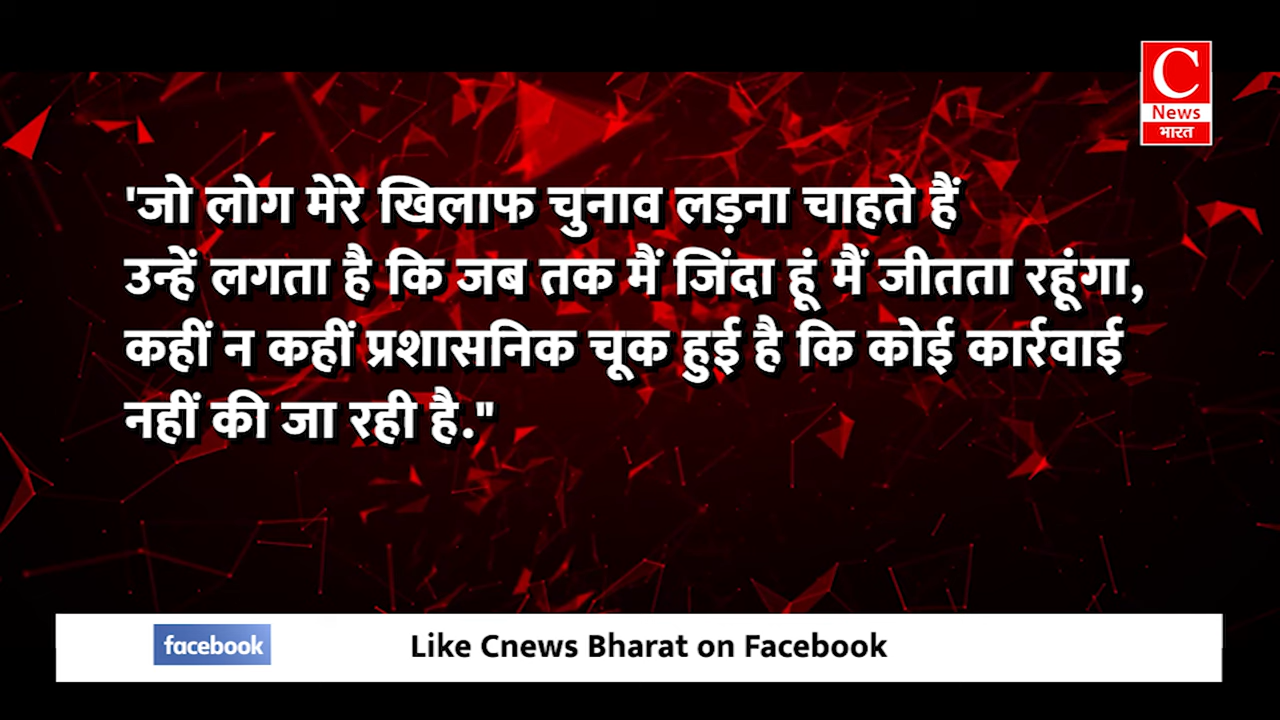 C
News
भारत
'जो लोग मेरे खिलाफ चुनाव लड़ना चाहते हैं
उन्हें लगता है कि जब तक मैं जिंदा हूं मैं जीतता रहूंगा,
कहीं न कहीं प्रशासनिक चूक हुई है कि कोई कार्रवाई
नहीं की जा रही है."
facebook
Like Cnews Bharat on Facebook